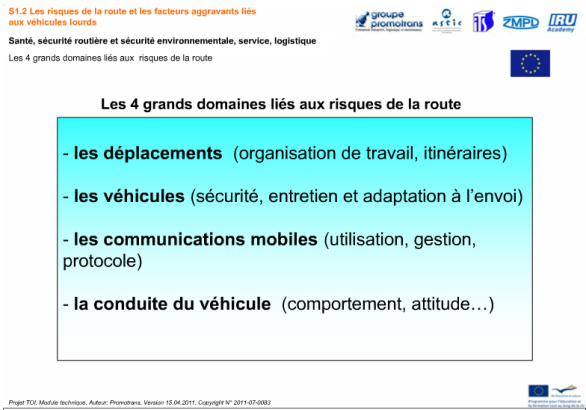 S1.2 Les risques de la route et les facteurs aggravants liés
aux véhicules lourds
groupe
promotrans
astic
ITS
ZMPD
IRU
Academy
Santé, sécurité routière et sécurité environnementale, service, logistique
Les 4 grands domaines liés aux risques de la route
Les 4 grands domaines liés aux risques de la route
- les déplacements (organisation de travail, itinéraires)
- les véhicules (sécurité, entretien et adaptation à l'envoi)
- les communications mobiles (utilisation, gestion,
protocole)
- la conduite du véhicule (comportement, attitude…)
Projet TDI, Module technique, Auteur: Promotrans, Version 15.04.2011. Copyright N° 2011-07-0083